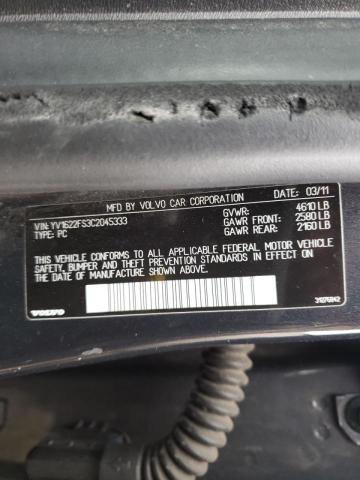 MFD BY VOLVO CAR CORPORATION
VIN: YV1622FS3C2045333
TYPE: PC
DATE: 03/11
GVWR: 4610 LB
GAWR FRONT: 2580 LB
GAWR REAR: 2160 LB
THIS VEHICLE CONFORMS TO ALL APPLICABLE FEDERAL MOTOR VEHICLE
SAFETY, BUMPER AND THEFT PREVENTION STANDARDS IN EFFECT ON
THE DATE OF MANUFACTURE SHOWN ABOVE.
VOLVO